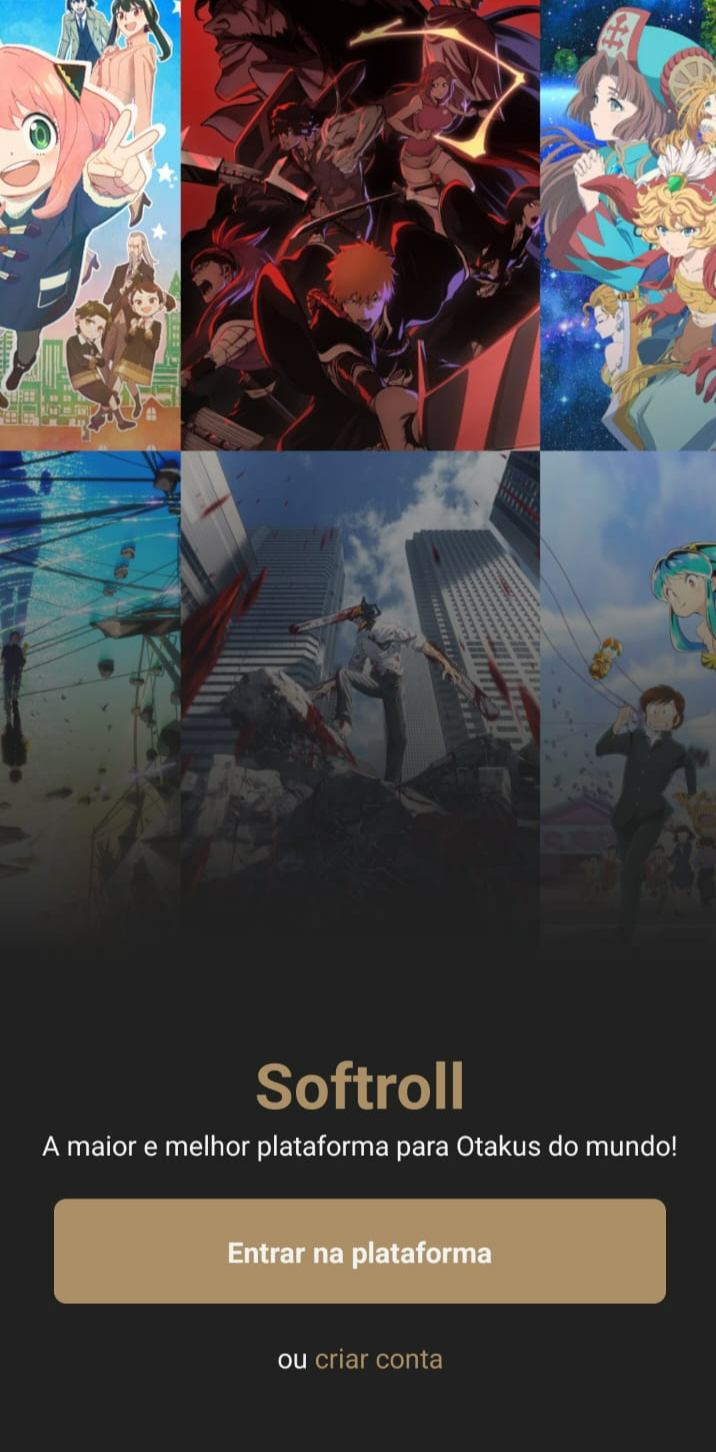 Softroll
A maior e melhor plataforma para Otakus do mundo!
Entrar na plataforma
ou criar conta